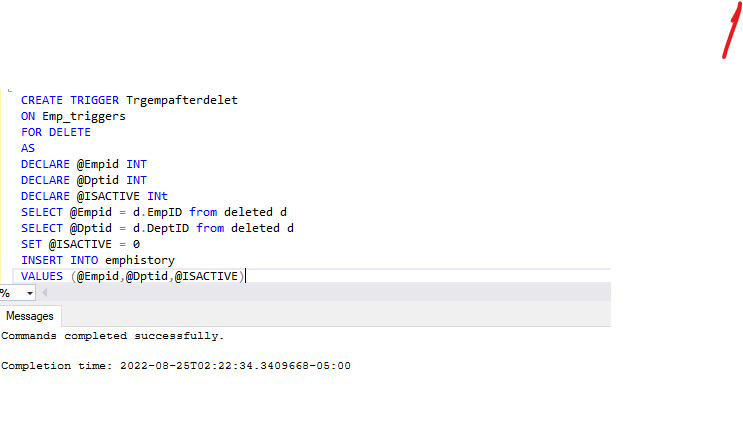 CREATE TRIGGER Trgempafterdelet
ON Emp_triggers
FOR DELETE
AS
DECLARE @Empid INT
DECLARE @Dptid INT
DECLARE @ISACTIVE INt
SELECT @Empid = d.EmpID from deleted d
SELECT @Dptid = d.DeptID from deleted d
SET @ISACTIVE = 0
INSERT INTO emphistory
VALUES (@Empid,@Dptid,@ISACTIVE)
%
Messages
Commands completed successfully.
Completion time: 2022-08-25T02:22:34.3409668-05:00